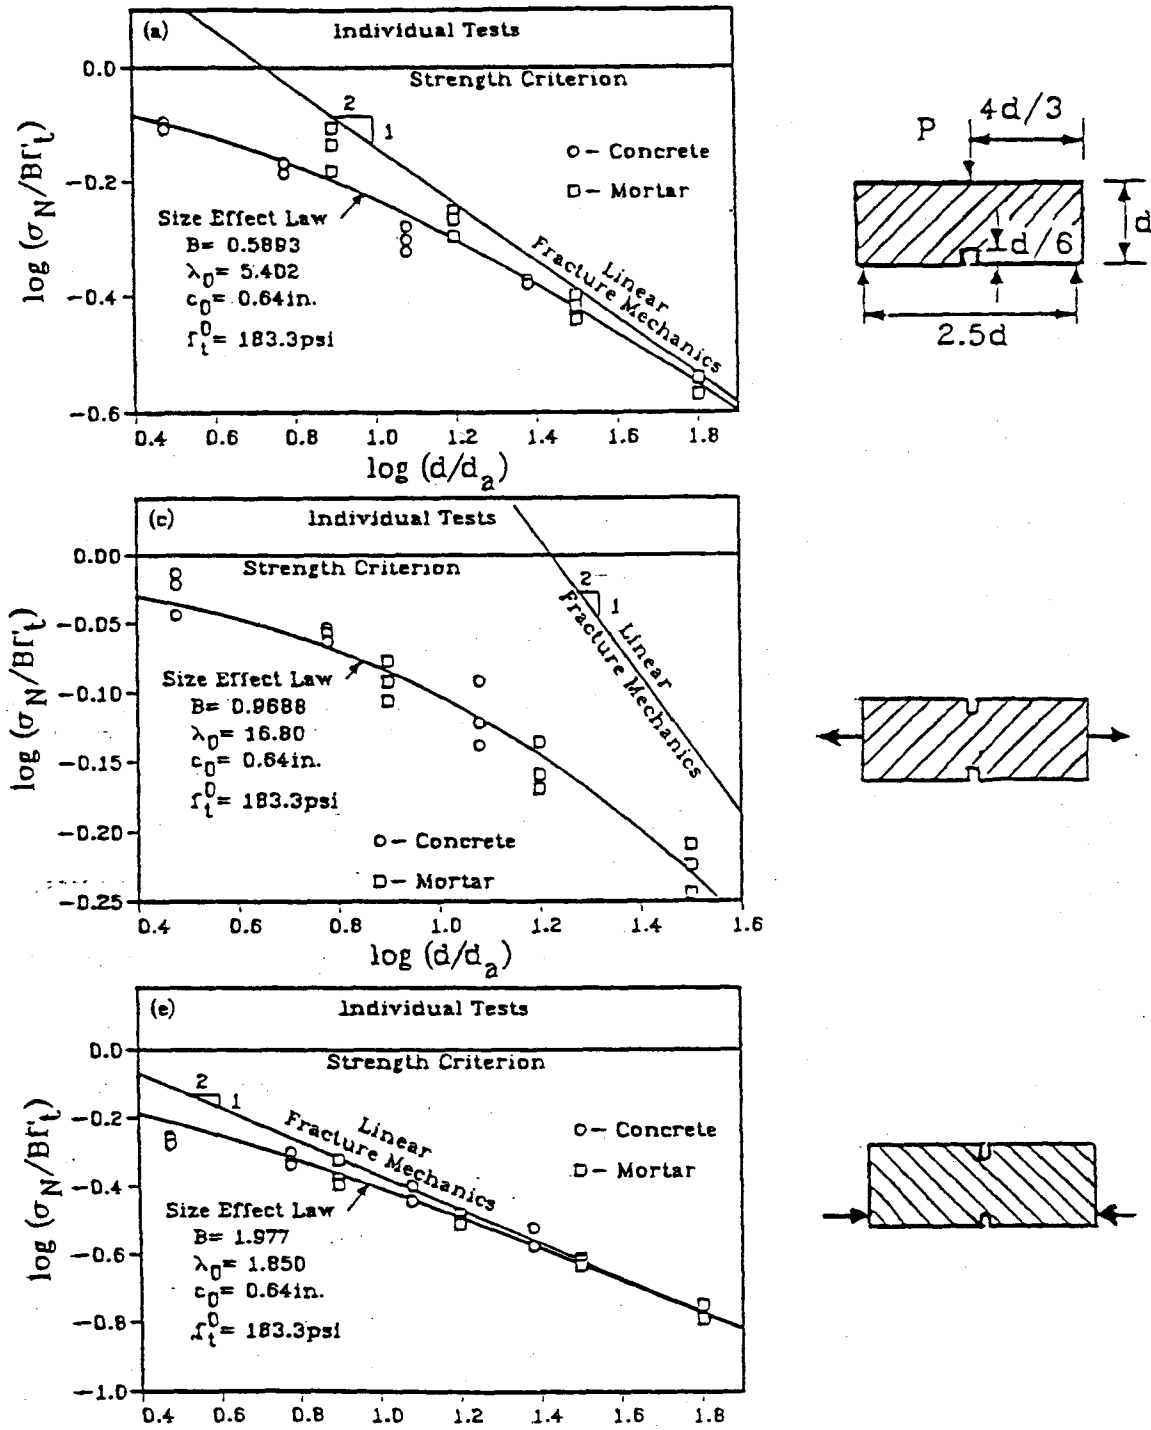 (a) Individual Tests
0.0
Strength Criterion
2
1
−0.2
−0.4
−0.6
log (σN/Bf't)
○ – Concrete
□ – Mortar
Size Effect Law
B= 0.5893
λ0= 5.402
c0= 0.64in.
f0t= 183.3psi
Linear
Fracture Mechanics
0.4 0.6 0.8 1.0 1.2 1.4 1.6 1.8
log (d/da)
P
4d/3
d/6
d
2.5d
(c) Individual Tests
0.00
Strength Criterion
2
1
−0.05
−0.10
−0.15
−0.20
−0.25
log (σN/Bf't)
Linear
Fracture Mechanics
Size Effect Law
B= 0.9688
λ0= 16.80
c0= 0.64in.
f0t= 183.3psi
○ – Concrete
□ – Mortar
0.4 0.6 0.8 1.0 1.2 1.4 1.6
log (d/da)
(e) Individual Tests
0.0
Strength Criterion
2
1
−0.2
−0.4
−0.6
−0.8
−1.0
log (σN/Bf't)
Linear
Fracture Mechanics
○ – Concrete
□ – Mortar
Size Effect Law
B= 1.977
λ0= 1.850
c0= 0.64in.
f0t= 183.3psi
0.4 0.6 0.8 1.0 1.2 1.4 1.6 1.8